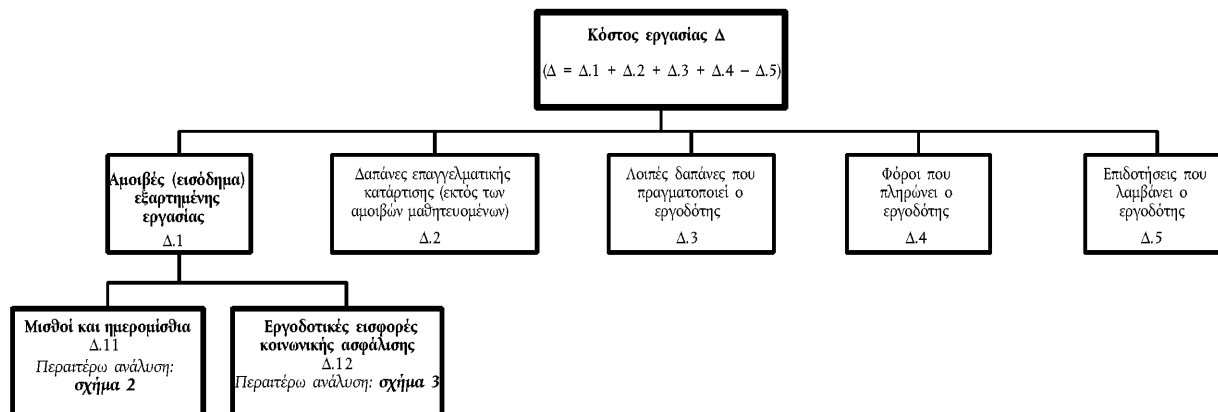 Κόστος εργασίας Δ
(Δ = Δ.1 + Δ.2 + Δ.3 + Δ.4 – Δ.5)
Αμοιβές (εισόδημα)
εξαρτημένης
εργασίας
Δ.1
Δαπάνες επαγγελματικής
κατάρτισης (εκτός των
αμοιβών μαθητευομένων)
Δ.2
Λοιπές δαπάνες που
πραγματοποιεί ο
εργοδότης
Δ.3
Φόροι που
πληρώνει ο
εργοδότης
Δ.4
Επιδοτήσεις που
λαμβάνει ο
εργοδότης
Δ.5
Μισθοί και ημερομίσθια
Δ.11
Περαιτέρω ανάλυση:
σχήμα 2
Εργοδοτικές εισφορές
κοινωνικής ασφάλισης
Δ.12
Περαιτέρω ανάλυση: σχήμα 3